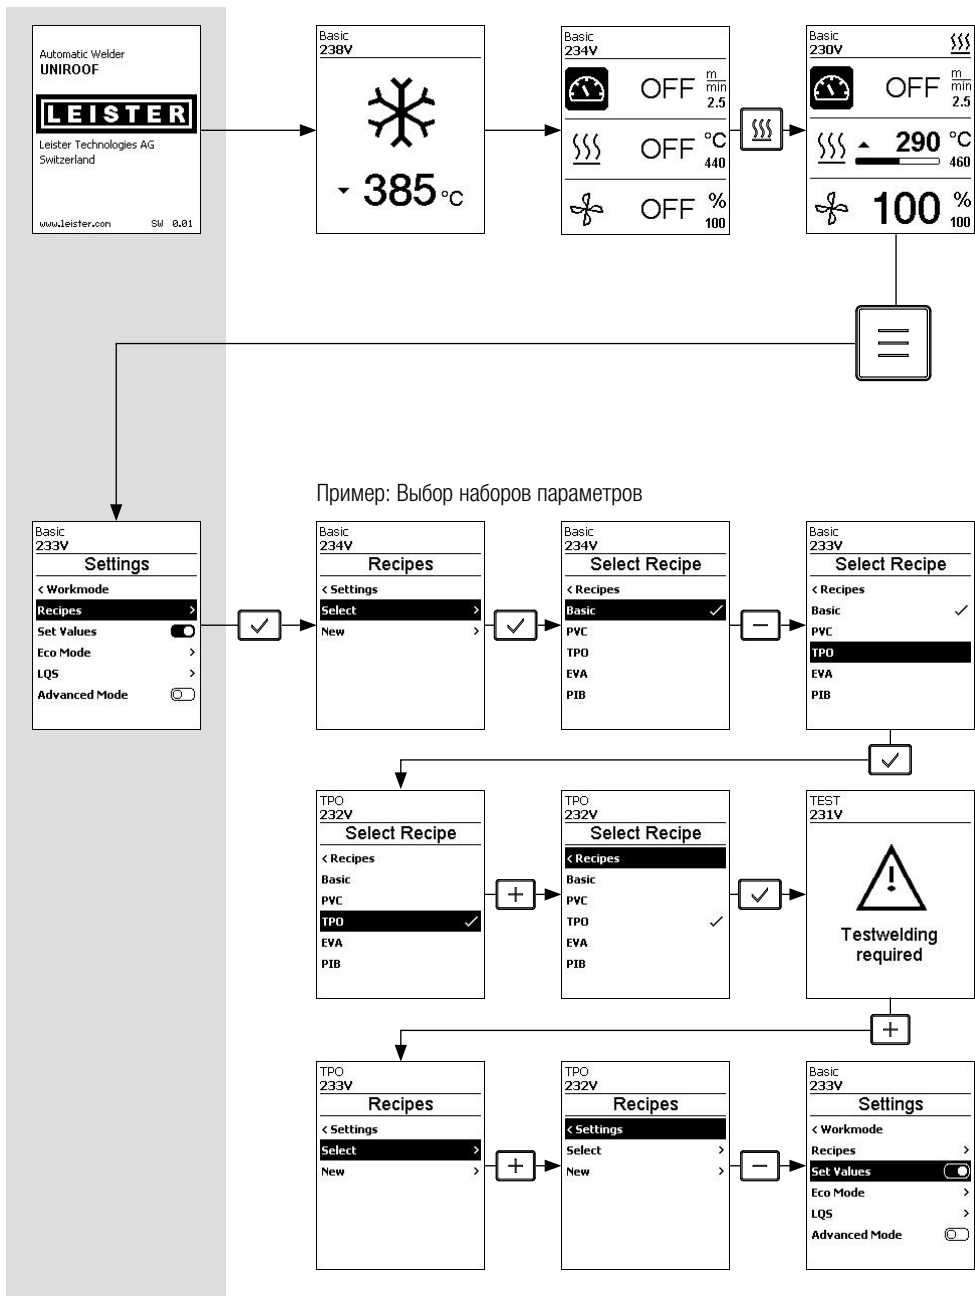 Automatic Welder
UNIROOF
LEISTER
Leister Technologies AG
Switzerland
www.leister.com SW 0.01
Basic
238V
385 °C
Basic
234V
OFF m/min
2.5
OFF °C
440
OFF %
100
Basic
230V
OFF m/min
2.5
290 °C
460
100 %
100
Пример: Выбор наборов параметров
Basic
233V
Settings
< Workmode
Recipes >
Set Values
Eco Mode >
LQS >
Advanced Mode
Basic
234V
Recipes
< Settings
Select >
New >
Basic
234V
Select Recipe
< Recipes
Basic ✓
PVC
TPO
EVA
PIB
Basic
233V
Select Recipe
< Recipes
Basic ✓
PVC
TPO
EVA
PIB
TPO
232V
Select Recipe
< Recipes
Basic
PVC
TPO ✓
EVA
PIB
TPO
232V
Select Recipe
< Recipes
Basic
PVC
TPO ✓
EVA
PIB
TEST
231V
Testwelding
required
TPO
233V
Recipes
< Settings
Select >
New >
TPO
232V
Recipes
< Settings
Select >
New >
Basic
233V
Settings
< Workmode
Recipes >
Set Values
Eco Mode >
LQS >
Advanced Mode